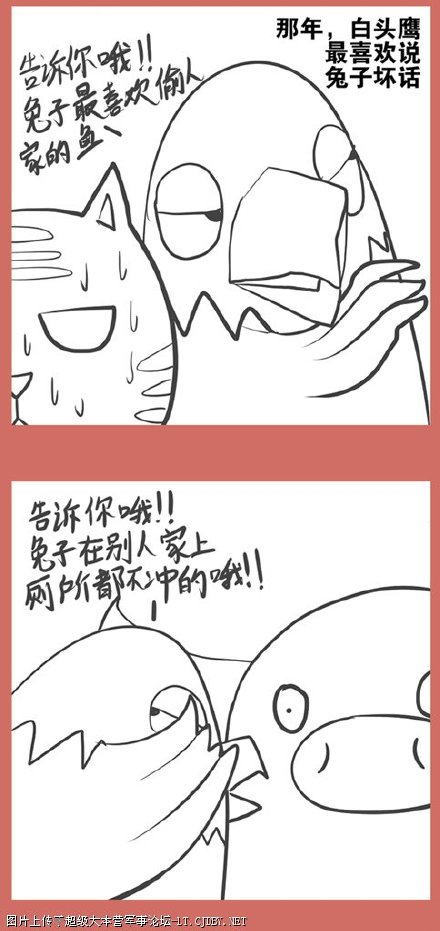 那年，白头鹰
最喜欢说
兔子坏话
告诉你哦!!
兔子最喜欢偷人
家的鱼、
告诉你哦!!
兔子在别人家上
厕所都不冲的哦!!
图片上传于超级大本营军事论坛-LT.CJDBY.NET